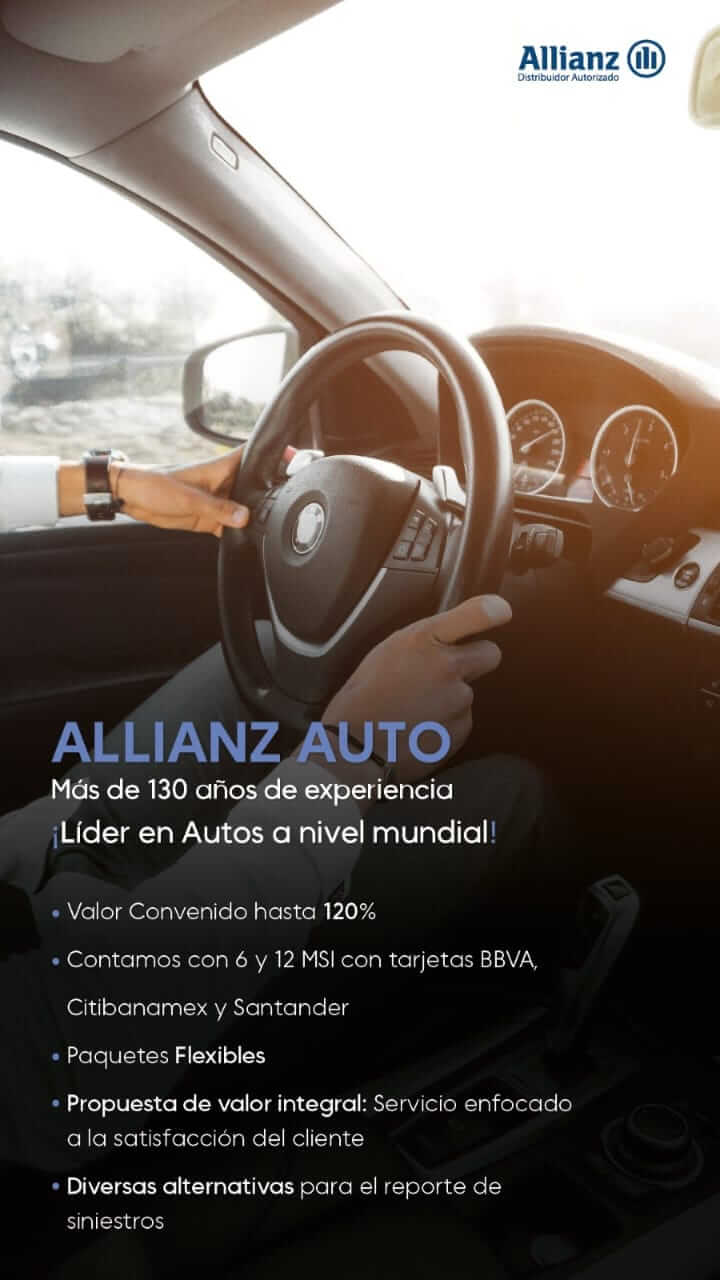 Allianz
Distribuidor Autorizado
ALLIANZ AUTO
Más de 130 años de experiencia
¡Líder en Autos a nivel mundial!
• Valor Convenido hasta 120%
• Contamos con 6 y 12 MSI con tarjetas BBVA,
Citibanamex y Santander
• Paquetes Flexibles
• Propuesta de valor integral: Servicio enfocado
a la satisfacción del cliente
• Diversas alternativas para el reporte de
siniestros